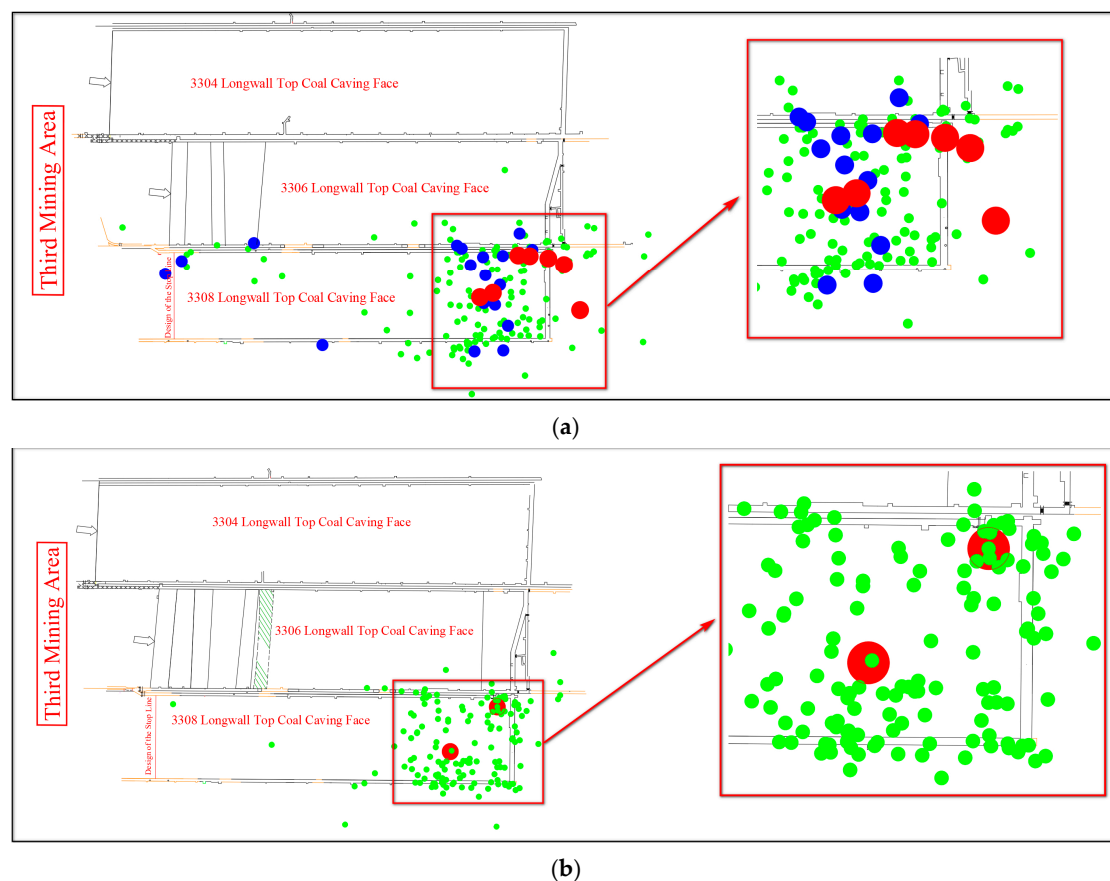 3304 Longwall Top Coal Caving Face
Third Mining Area
3306 Longwall Top Coal Caving Face
Design of the Stop Line
3308 Longwall Top Coal Caving Face
(a)
3304 Longwall Top Coal Caving Face
Third Mining Area
3306 Longwall Top Coal Caving Face
Design of the Stop Line
3308 Longwall Top Coal Caving Face
(b)